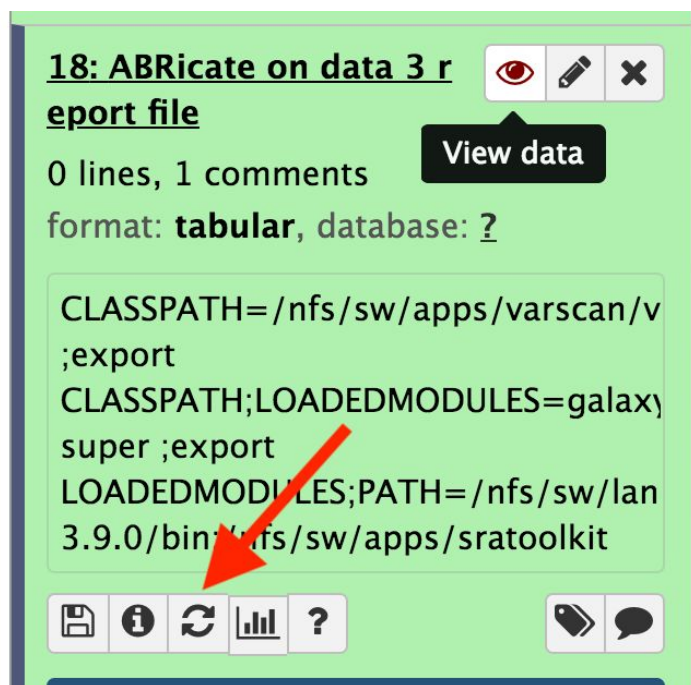 18: ABRicate on data 3 r
eport file
View data
0 lines, 1 comments
format: tabular, database: ?
CLASSPATH=/nfs/sw/apps/varscan/v
;export
CLASSPATH;LOADEDMODULES=galaxy
super ;export
LOADEDMODULES;PATH=/nfs/sw/lan
3.9.0/bin:/nfs/sw/apps/sratoolkit
?